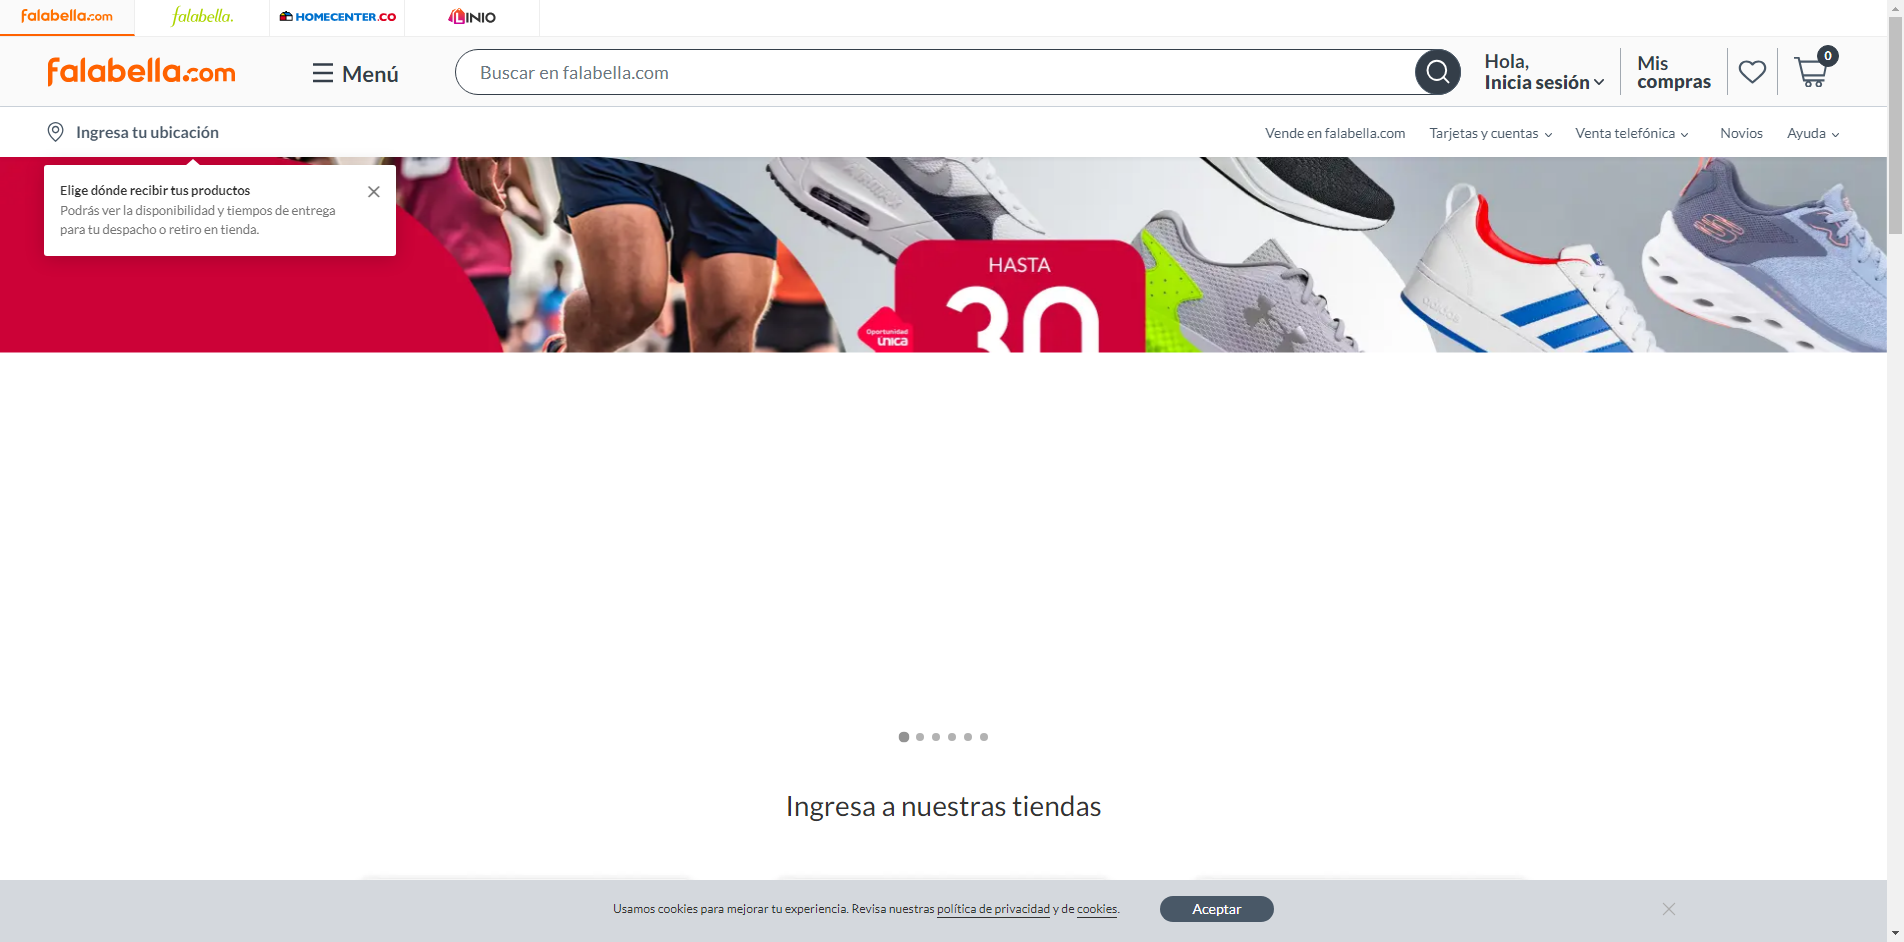 falabella.com
falabella.
HOMECENTER.CO
LINIO
falabella.com
Menú
Buscar en falabella.com
Hola,
Inicia sesión
Mis
compras
0
Ingresa tu ubicación
Vende en falabella.com
Tarjetas y cuentas
Venta telefónica
Novios
Ayuda
Elige dónde recibir tus productos
Podrás ver la disponibilidad y tiempos de entrega
para tu despacho o retiro en tienda.
HASTA
30
Oportunidad
única
adidas
Ingresa a nuestras tiendas
Usamos cookies para mejorar tu experiencia. Revisa nuestras política de privacidad y de cookies.
Aceptar